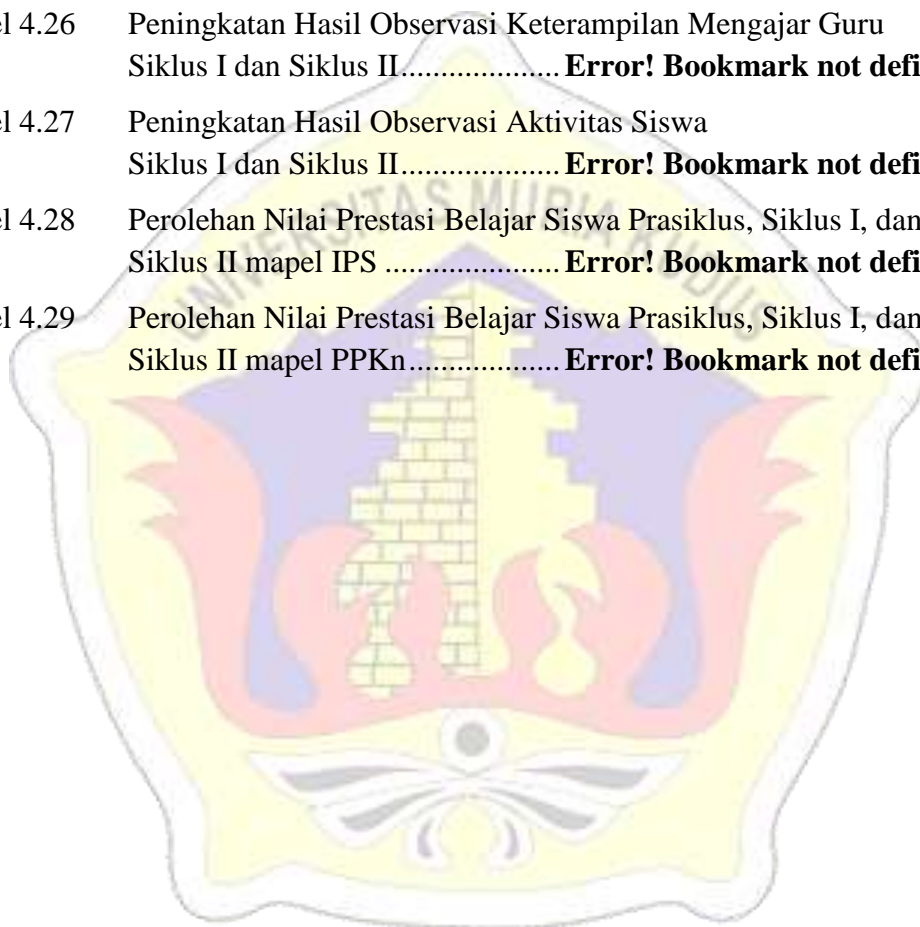 el 4.26 Peningkatan Hasil Observasi Keterampilan Mengajar Guru
Siklus I dan Siklus II.................... Error! Bookmark not defi
el 4.27 Peningkatan Hasil Observasi Aktivitas Siswa
Siklus I dan Siklus II.................... Error! Bookmark not defi
el 4.28 Perolehan Nilai Prestasi Belajar Siswa Prasiklus, Siklus I, dan
Siklus II mapel IPS ...................... Error! Bookmark not defi
el 4.29 Perolehan Nilai Prestasi Belajar Siswa Prasiklus, Siklus I, dan
Siklus II mapel PPKn................... Error! Bookmark not defi
UNIVERSITAS MURIA KUDUS